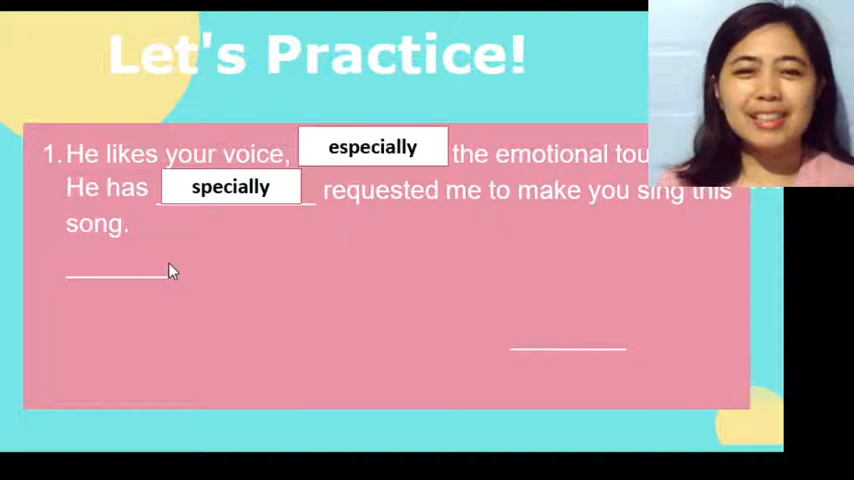 Let's Practice!
1. He likes your voice, especially the emotional
He has specially requested me to make you sing this
song.